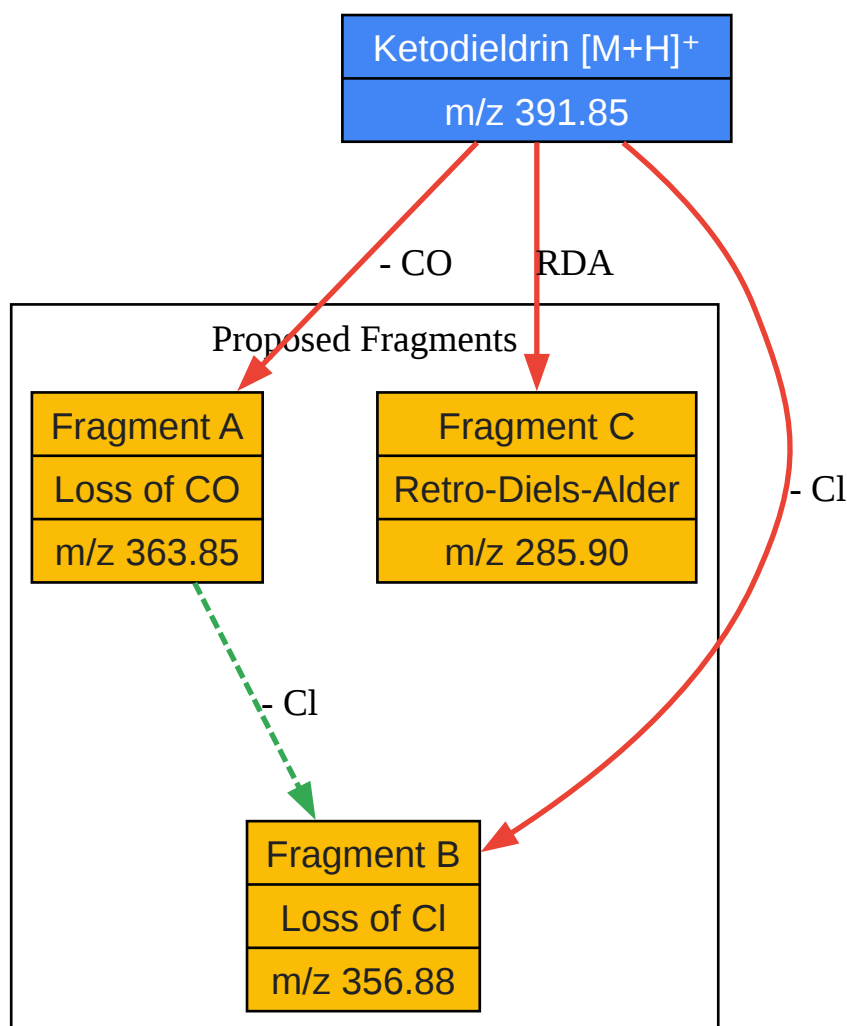 Ketodieldrin [M+H]⁺
m/z 391.85
- CO
RDA
Proposed Fragments
Fragment A
Loss of CO
m/z 363.85
Fragment C
Retro-Diels-Alder
m/z 285.90
- Cl
- Cl
Fragment B
Loss of Cl
m/z 356.88